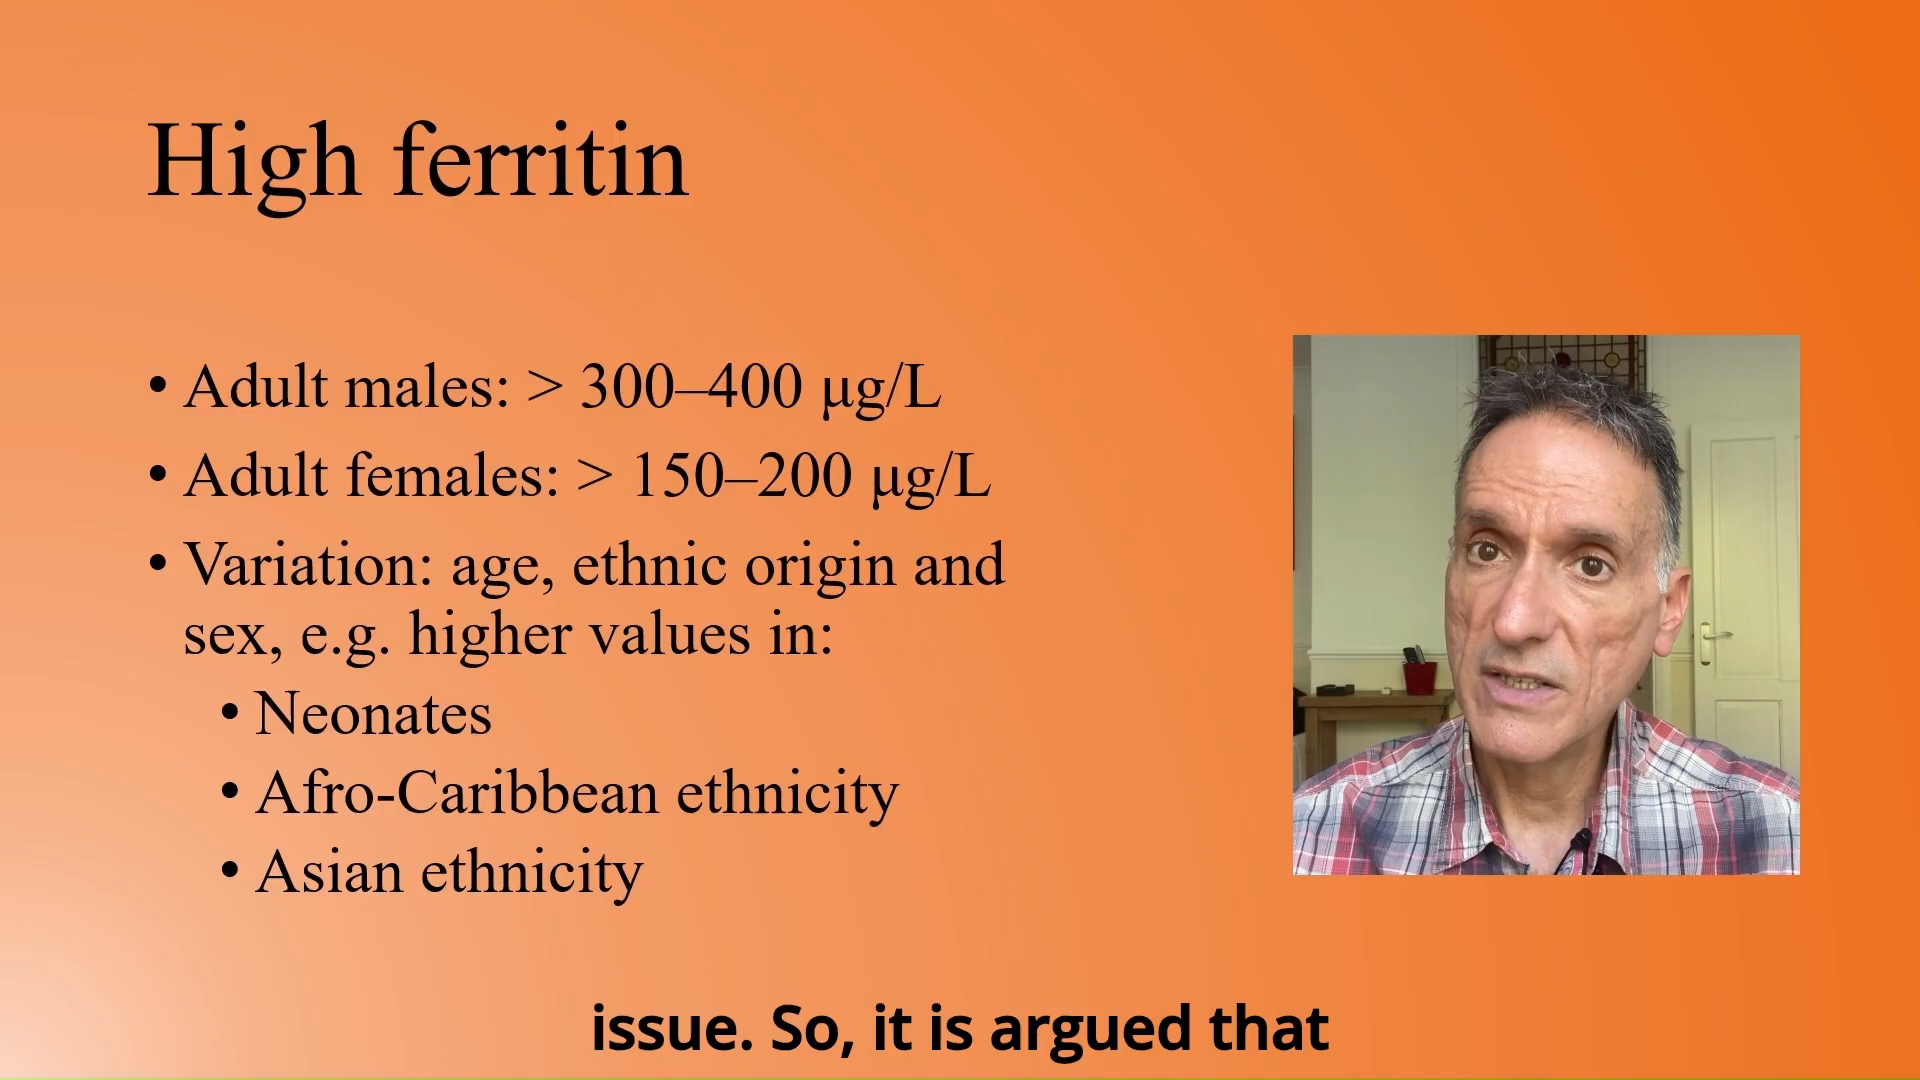 High ferritin
• Adult males: > 300–400 μg/L
• Adult females: > 150–200 μg/L
• Variation: age, ethnic origin and
sex, e.g. higher values in:
• Neonates
• Afro-Caribbean ethnicity
• Asian ethnicity
issue. So, it is argued that